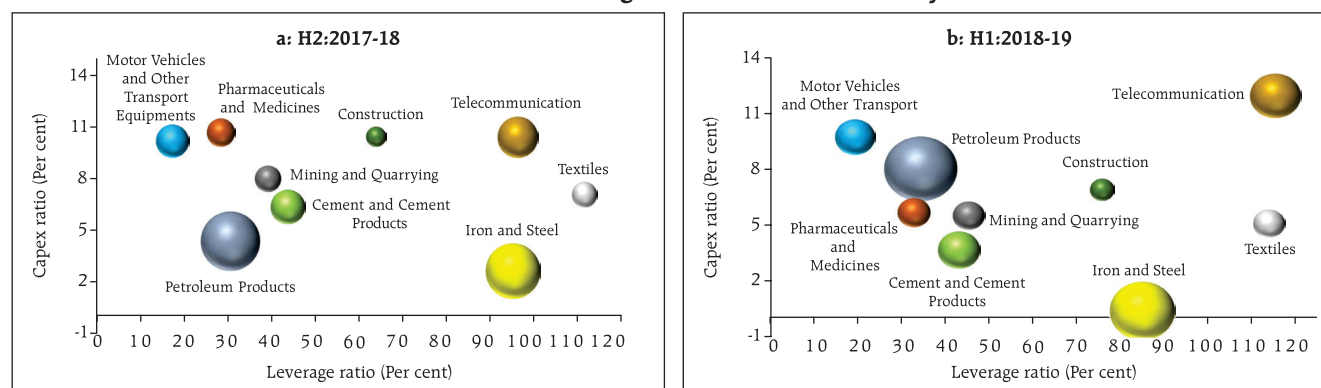 a: H2:2017-18
Motor Vehicles
and Other
Transport
Equipments
Pharmaceuticals
and Medicines
Construction
Telecommunication
Textiles
Mining and Quarrying
Cement and Cement
Products
Iron and Steel
Petroleum Products
Capex ratio (Per cent)
14
11
8
5
2
-1
0 10 20 30 40 50 60 70 80 90 100 110 120
Leverage ratio (Per cent)
b: H1:2018-19
Motor Vehicles
and Other Transport
Telecommunication
Petroleum Products
Construction
Pharmaceuticals
and
Medicines
Mining and Quarrying
Textiles
Cement and Cement
Products
Iron and Steel
Capex ratio (Per cent)
14
11
8
5
2
-1
0 10 20 30 40 50 60 70 80 90 100 110 120
Leverage ratio (Per cent)